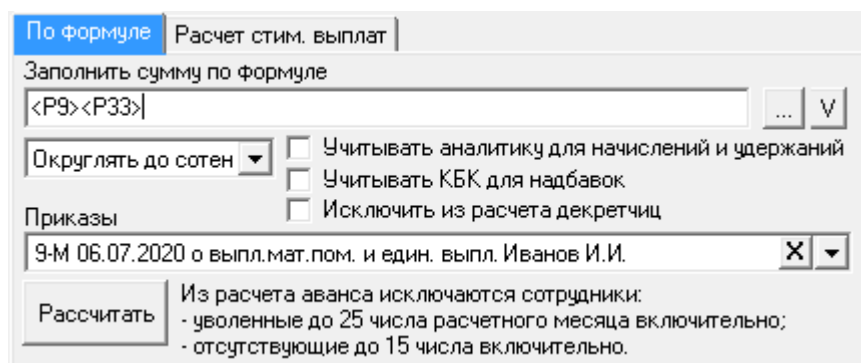 По формуле
Расчет стим. выплат
Заполнить сумму по формуле
<P9><P33>
...
V
Округлять до сотен
Учитывать аналитику для начислений и удержаний
Учитывать КБК для надбавок
Исключить из расчета декретчиц
Приказы
9-М 06.07.2020 о выпл.мат.пом. и един. выпл. Иванов И.И.
X
Рассчитать
Из расчета аванса исключаются сотрудники:
- уволенные до 25 числа расчетного месяца включительно;
- отсутствующие до 15 числа включительно.